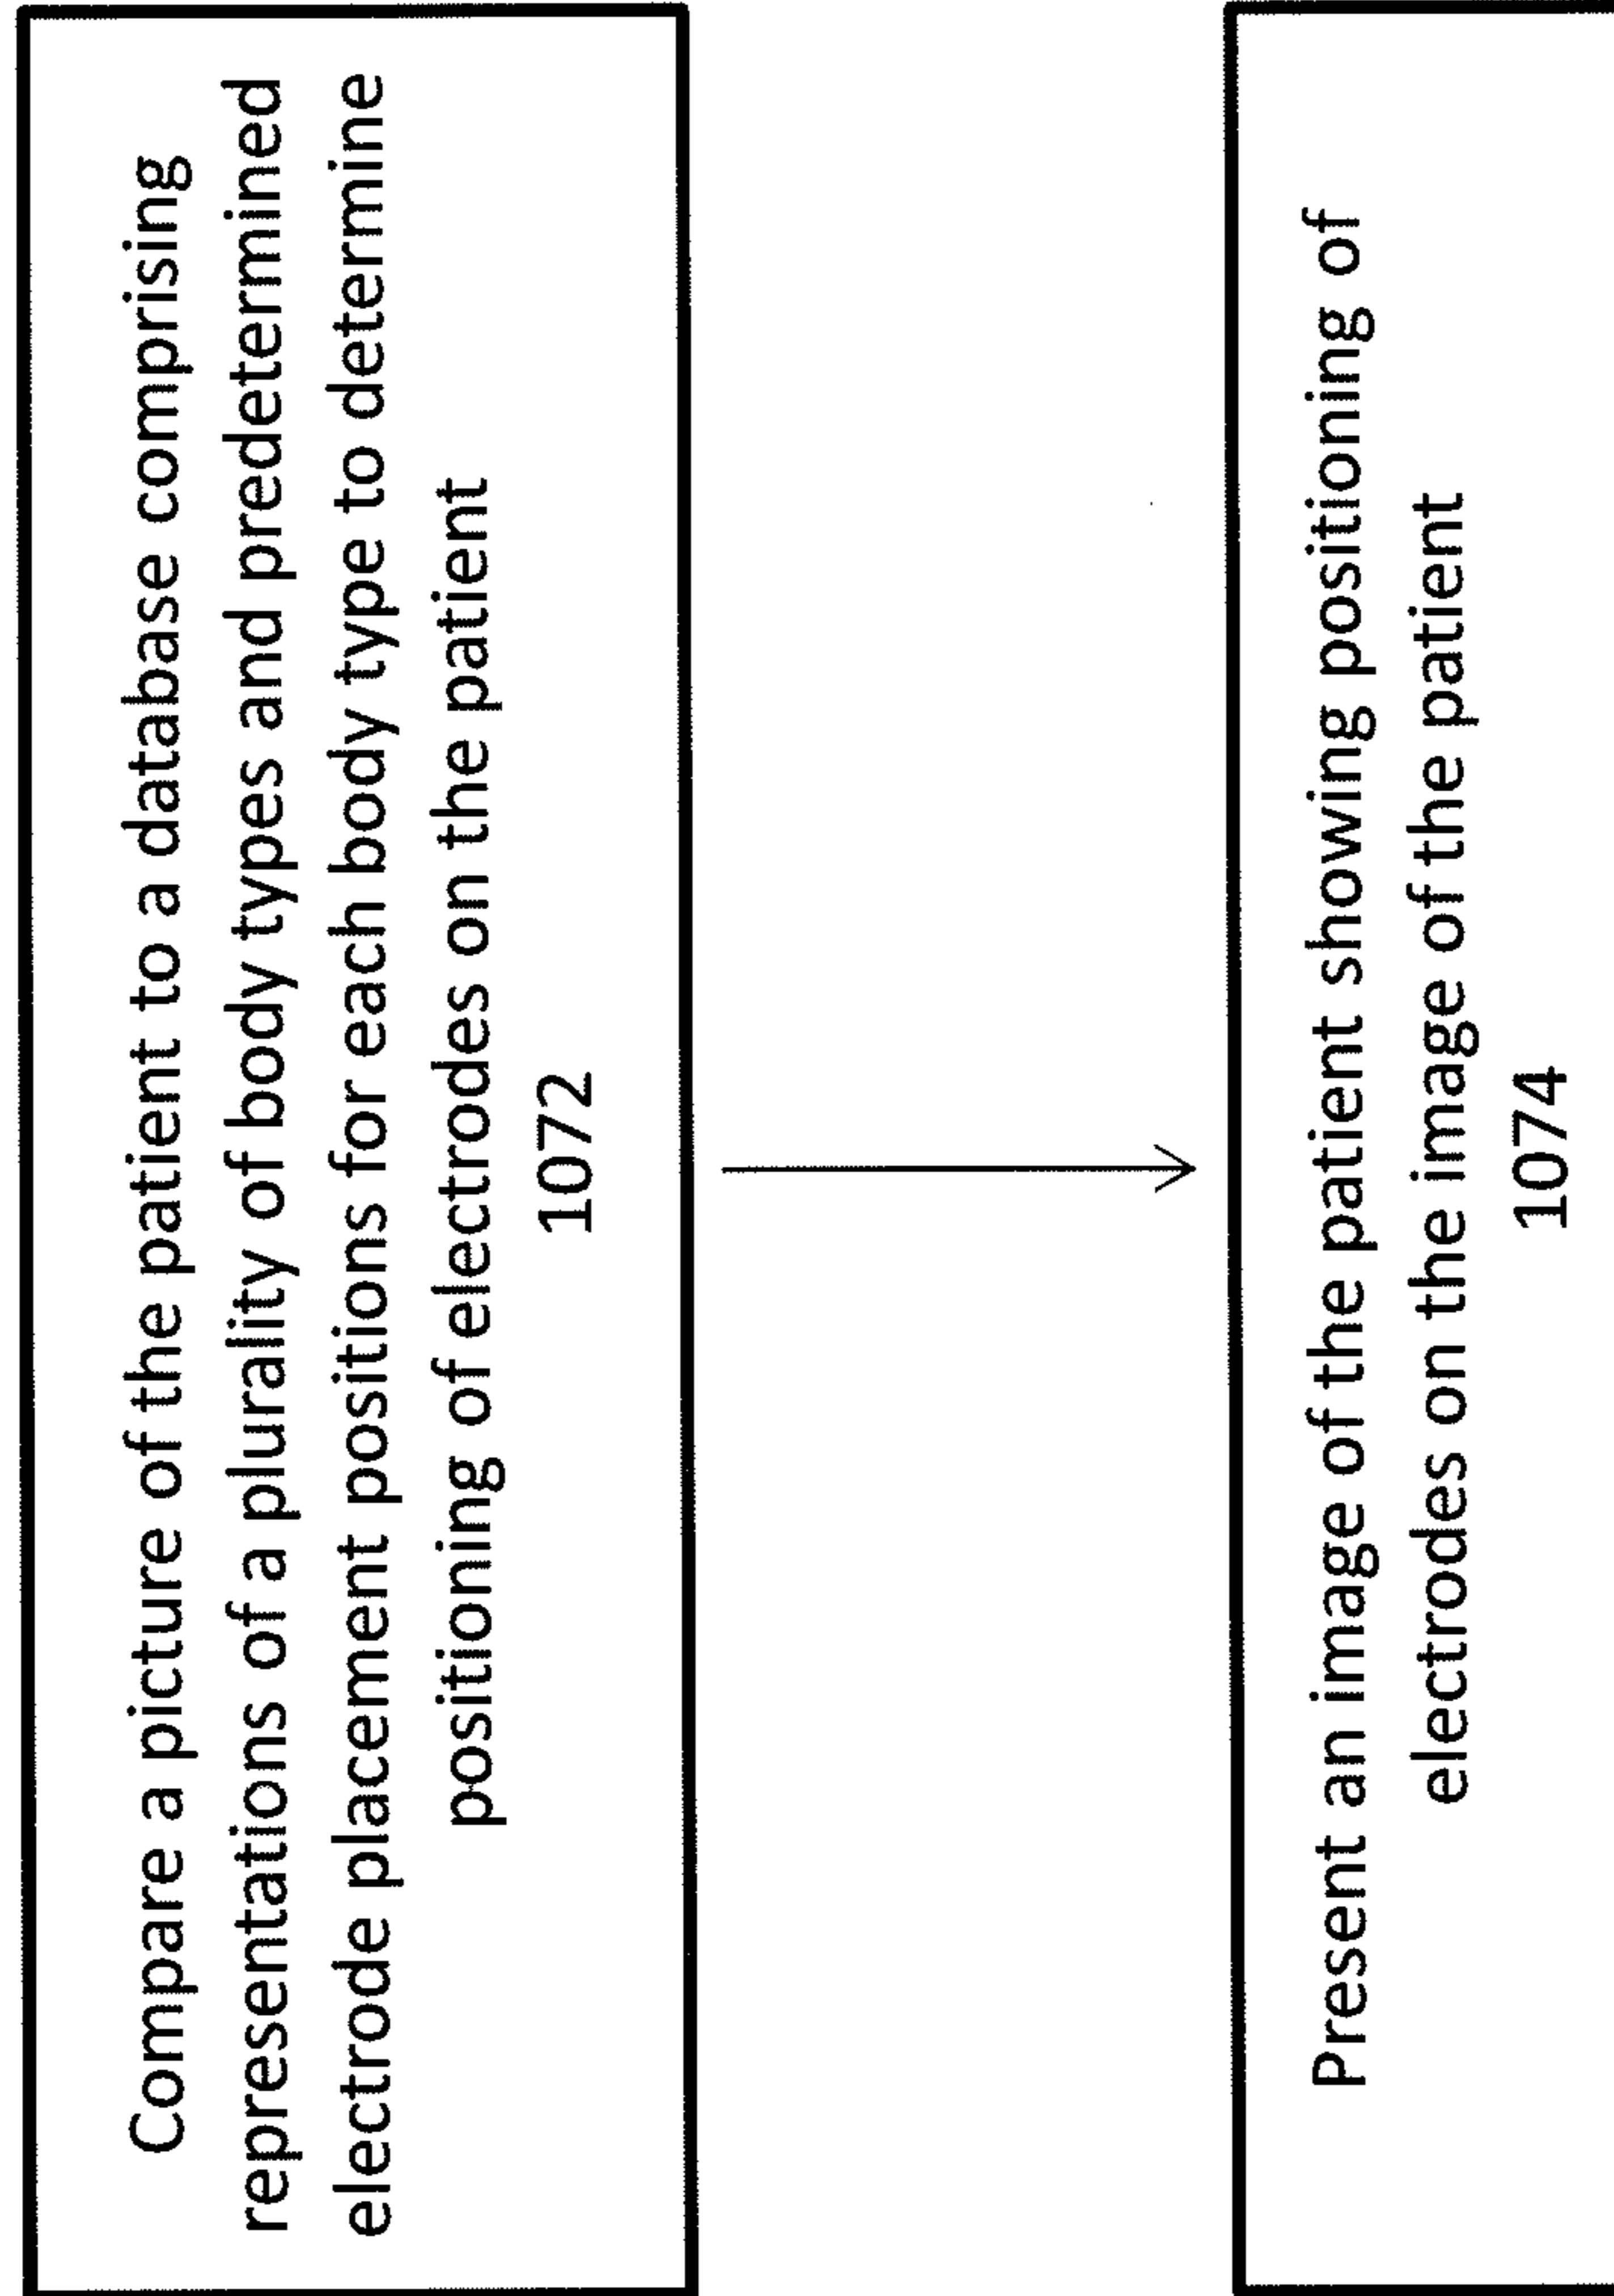 Compare a picture of the patient to a database comprising
representations of a plurality of body types and predetermined
electrode placement positions for each body type to determine
positioning of electrodes on the patient
1072
Present an image of the patient showing positioning of
electrodes on the image of the patient
1074